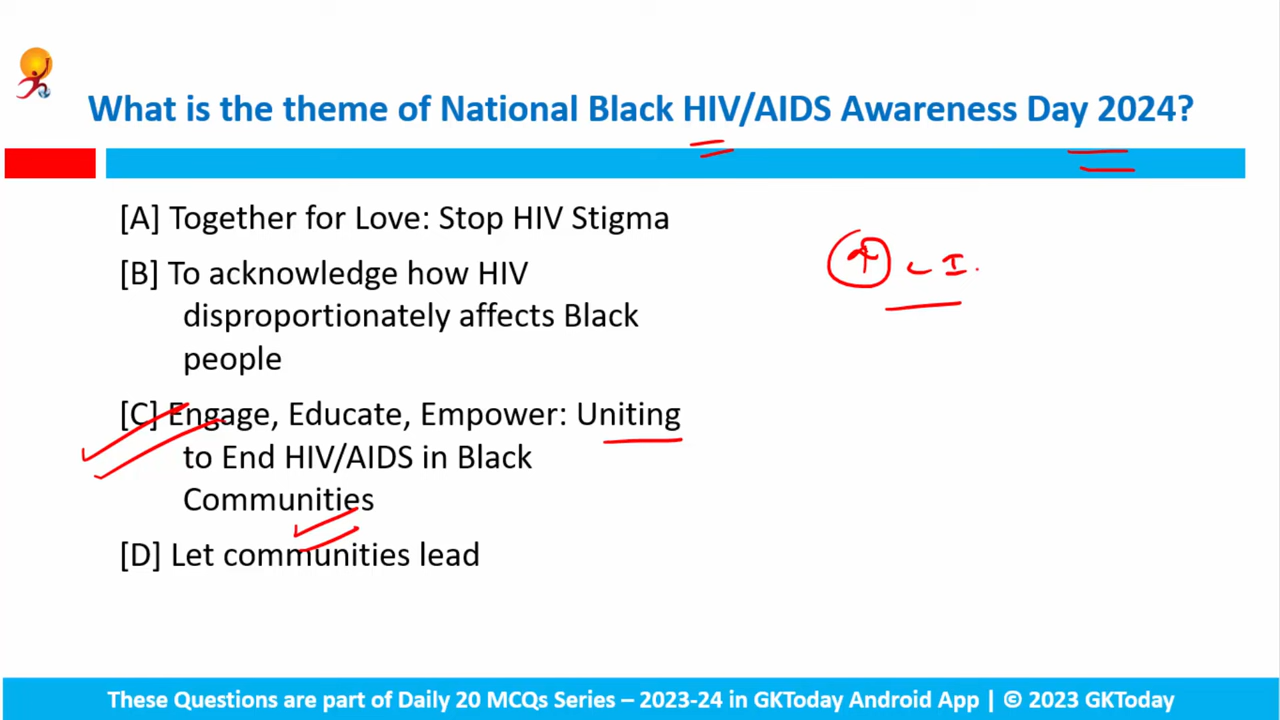 What is the theme of National Black HIV/AIDS Awareness Day 2024?
[A] Together for Love: Stop HIV Stigma
[B] To acknowledge how HIV
disproportionately affects Black
people
[C] Engage, Educate, Empower: Uniting
to End HIV/AIDS in Black
Communities
[D] Let communities lead
These Questions are part of Daily 20 MCQs Series – 2023-24 in GKToday Android App | © 2023 GKToday